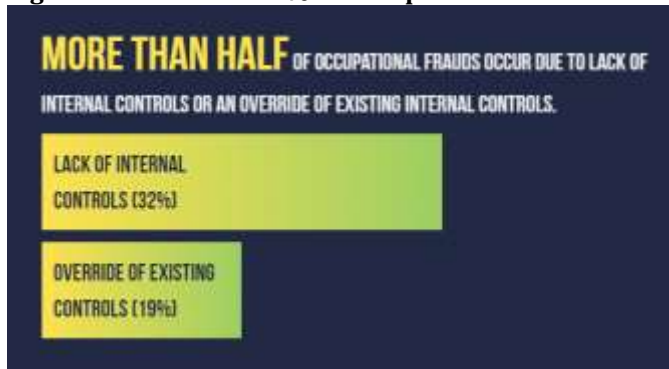 MORE THAN HALF OF OCCUPATIONAL FRAUDS OCCUR DUE TO LACK OF
INTERNAL CONTROLS OR AN OVERRIDE OF EXISTING INTERNAL CONTROLS.
LACK OF INTERNAL
CONTROLS (32%)
OVERRIDE OF EXISTING
CONTROLS (19%)